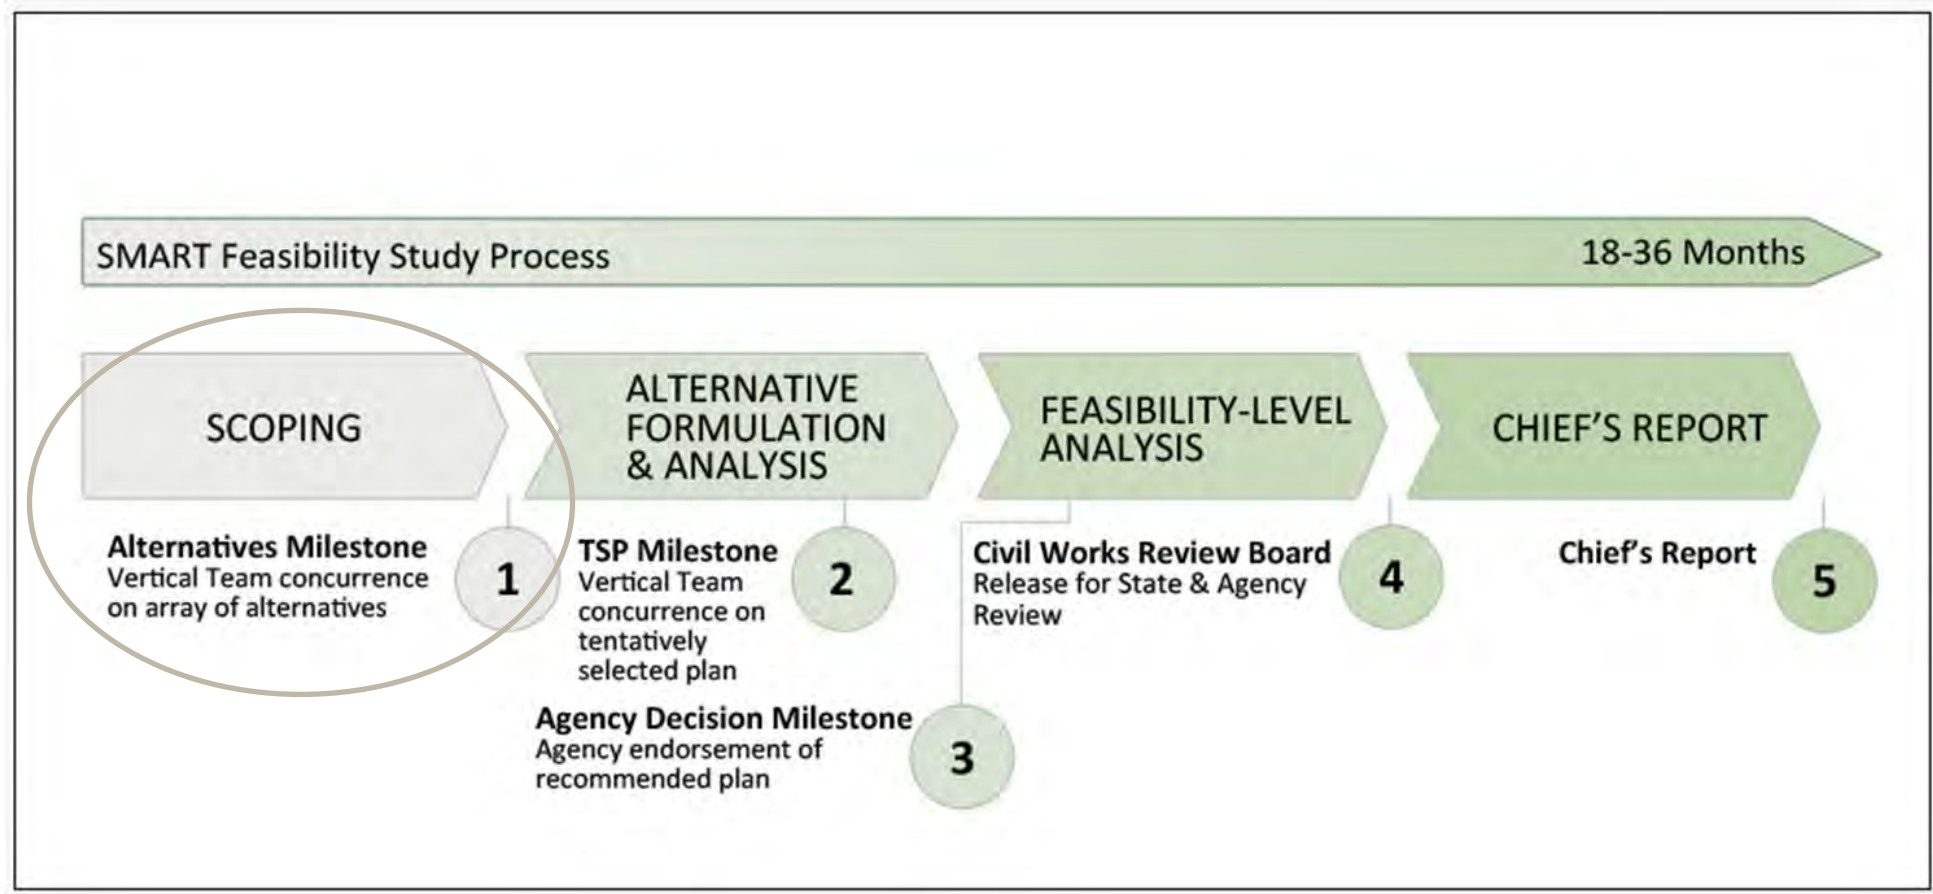 SMART Feasibility Study Process
18-36 Months
SCOPING
ALTERNATIVE
FORMULATION
& ANALYSIS
FEASIBILITY-LEVEL
ANALYSIS
CHIEF’S REPORT
Alternatives Milestone
Vertical Team concurrence
on array of alternatives
1
TSP Milestone
Vertical Team
concurrence on
tentatively
selected plan
2
Agency Decision Milestone
Agency endorsement of
recommended plan
3
Civil Works Review Board
Release for State & Agency
Review
4
Chief’s Report
5